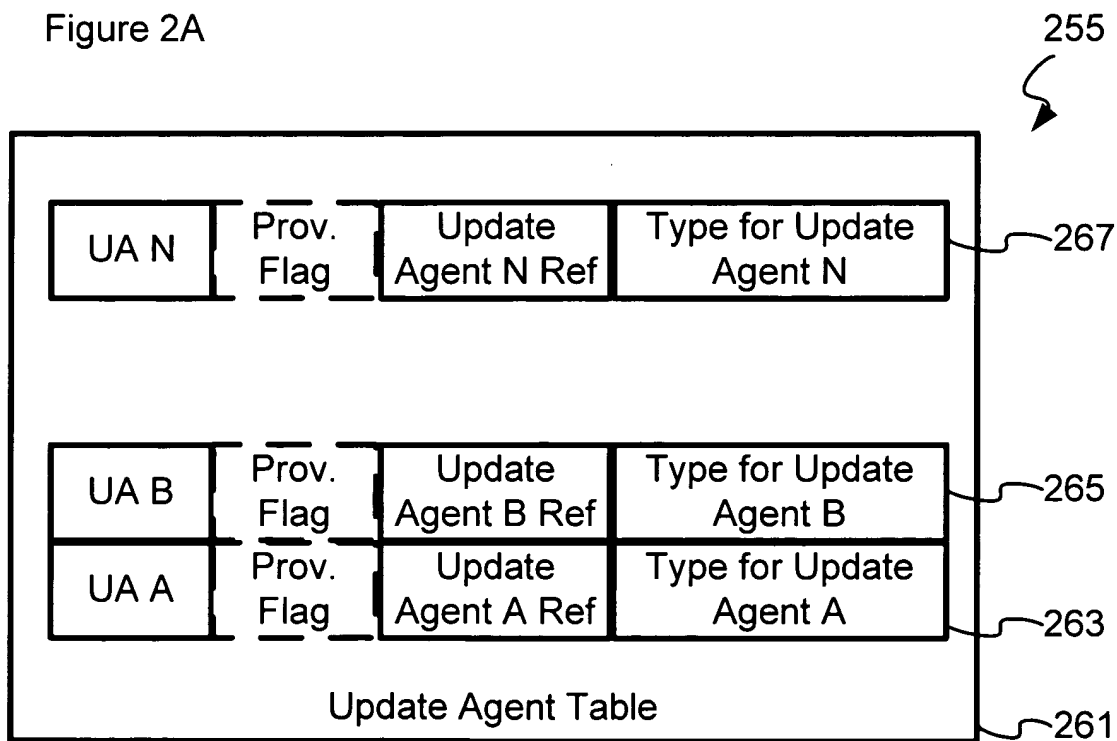 Figure 2A
255
UA N
Prov.
Flag
Update
Agent N Ref
Type for Update
Agent N
267
UA B
Prov.
Flag
Update
Agent B Ref
Type for Update
Agent B
265
UA A
Prov.
Flag
Update
Agent A Ref
Type for Update
Agent A
263
Update Agent Table
261